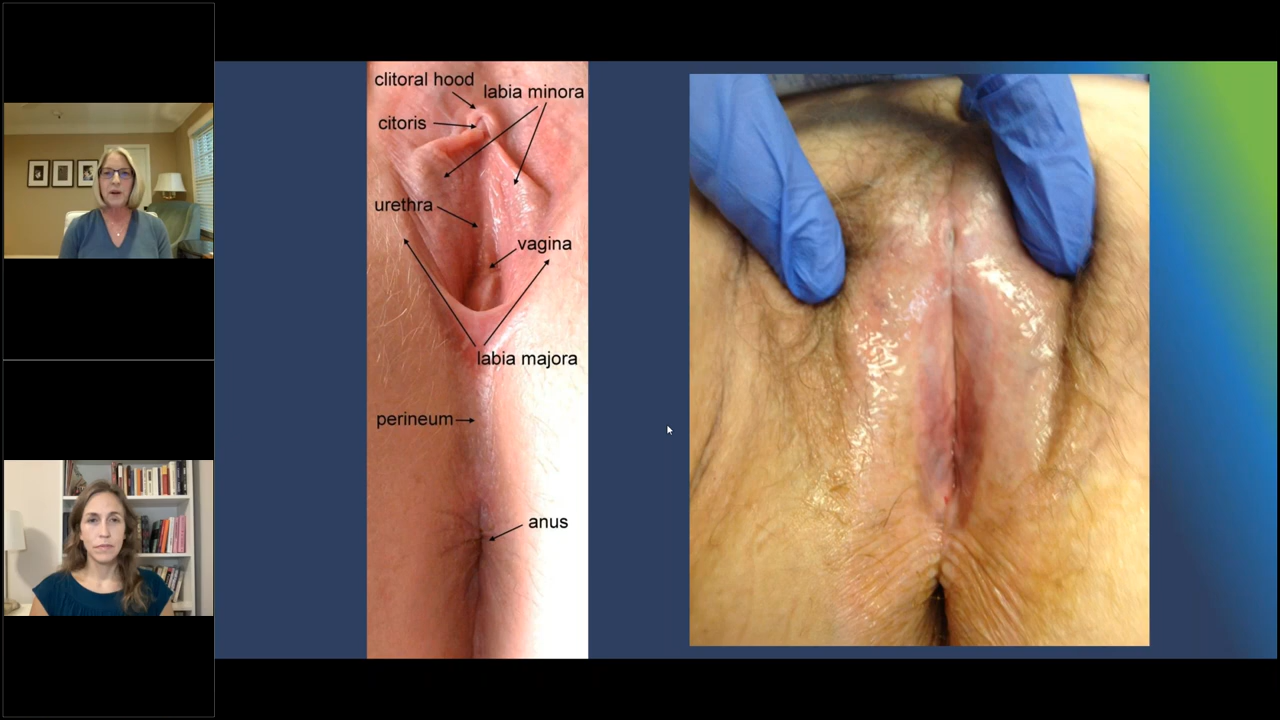 clitoral hood
labia minora
citoris
urethra
vagina
labia majora
perineum
anus